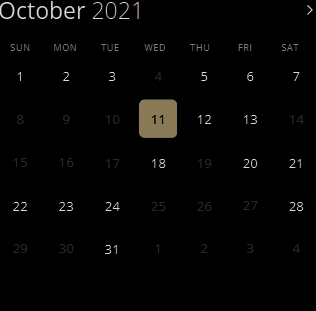 October 2021
SUN MON TUE WED THU FRI SAT
1 2 3 4 5 6 7
8 9 10 11 12 13 14
15 16 17 18 19 20 21
22 23 24 25 26 27 28
29 30 31 1 2 3 4